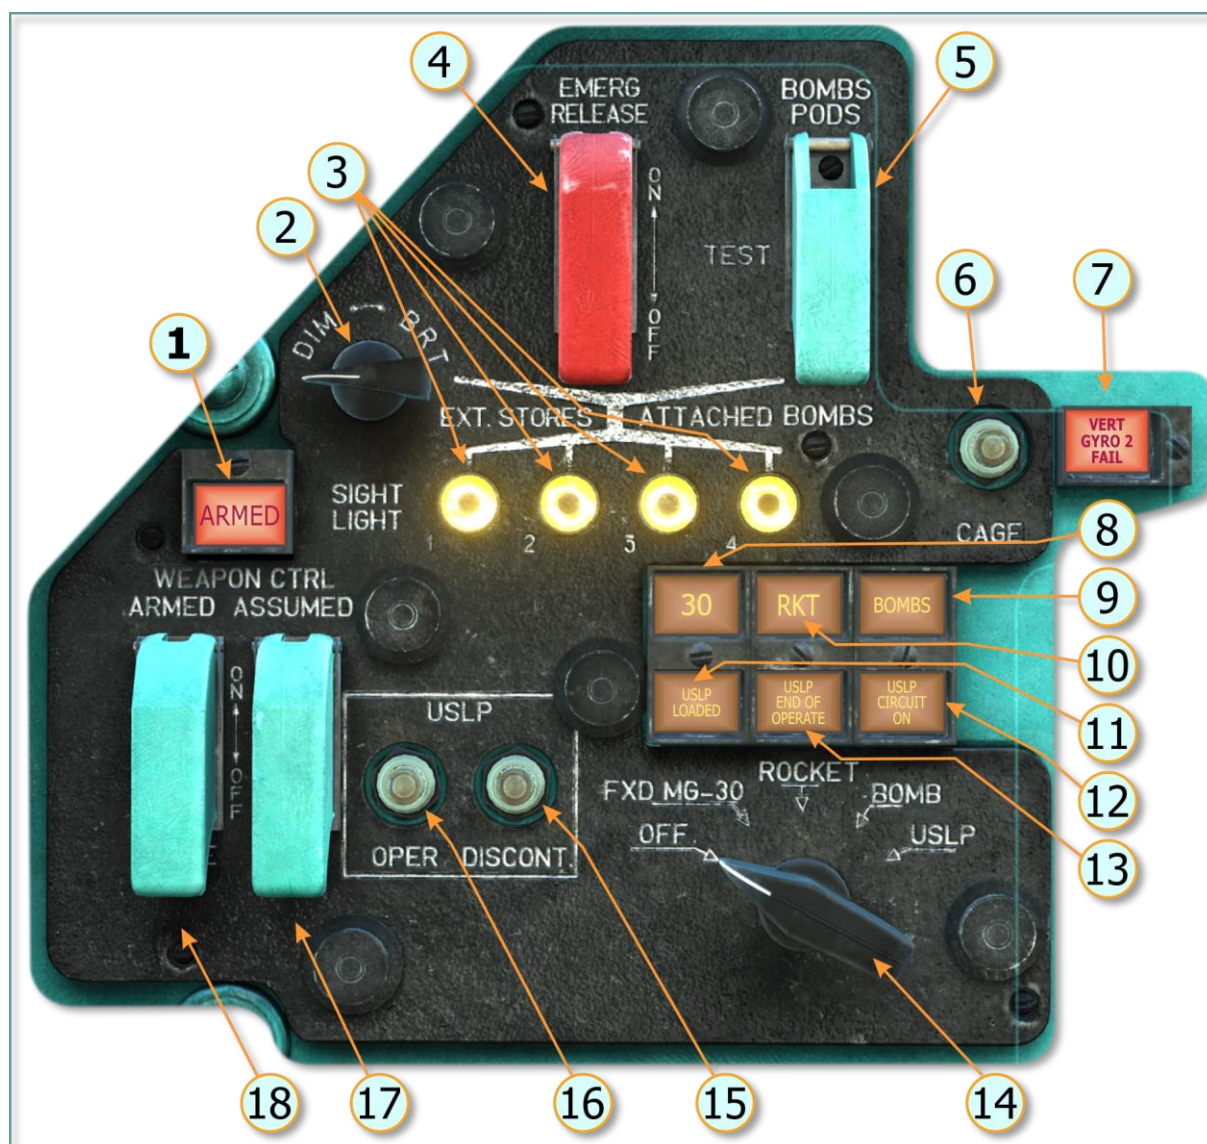 4
5
EMERG
RELEASE
BOMBS
PODS
3
ON
OFF
TEST
2
6
7
DIM
BRT
1
EXT. STORES
ATTACHED BOMBS
VERT
GYRO 2
FAIL
ARMED
SIGHT
LIGHT
1 2 3 4
CAGE
8
WEAPON CTRL
ARMED ASSUMED
30
RKT
BOMBS
9
10
ON
OFF
USLP
LOADED
USLP
END OF
OPERATE
USLP
CIRCUIT
ON
11
12
USLP
OPER
DISCONT.
ROCKET
FXD MG-30
BOMB
OFF
USLP
13
18
17
16
15
14